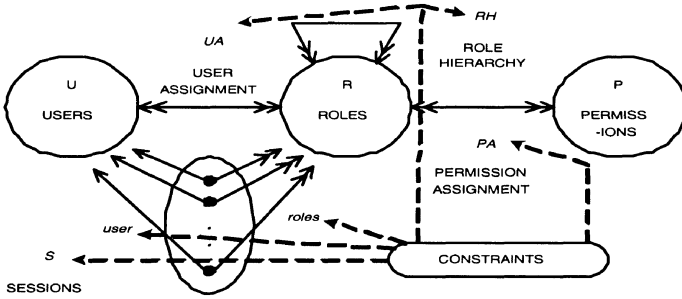 RH
UA
USER
ASSIGNMENT
ROLE
HIERARCHY
U
USERS
R
ROLES
P
PERMISS
-IONS
PA
PERMISSION
ASSIGNMENT
user
roles
S
SESSIONS
CONSTRAINTS